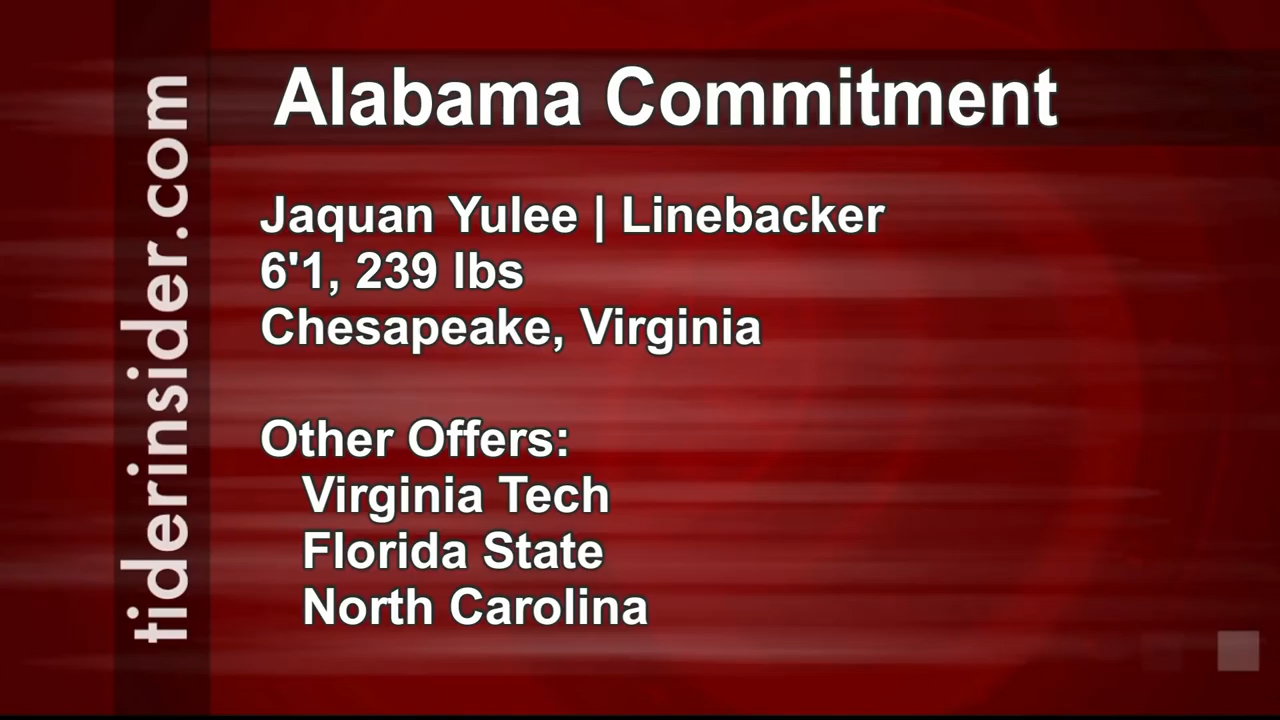 tiderinsider.com
Alabama Commitment
Jaquan Yulee | Linebacker
6'1, 239 lbs
Chesapeake, Virginia
Other Offers:
Virginia Tech
Florida State
North Carolina